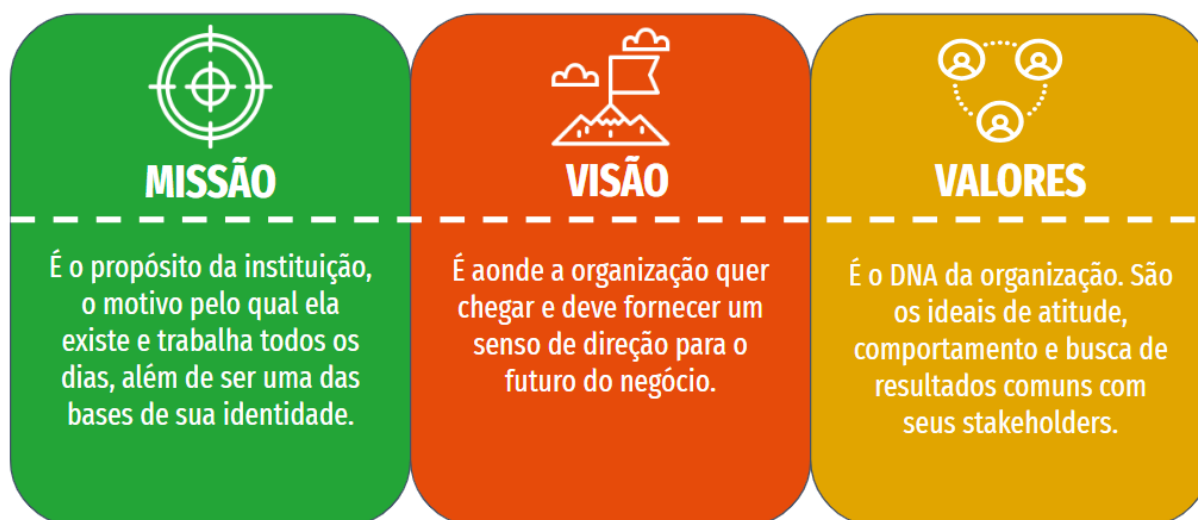 MISSÃO
É o propósito da instituição,
o motivo pelo qual ela
existe e trabalha todos os
dias, além de ser uma das
bases de sua identidade.
VISÃO
É aonde a organização quer
chegar e deve fornecer um
senso de direção para o
futuro do negócio.
VALORES
É o DNA da organização. São
os ideais de atitude,
comportamento e busca de
resultados comuns com
seus stakeholders.